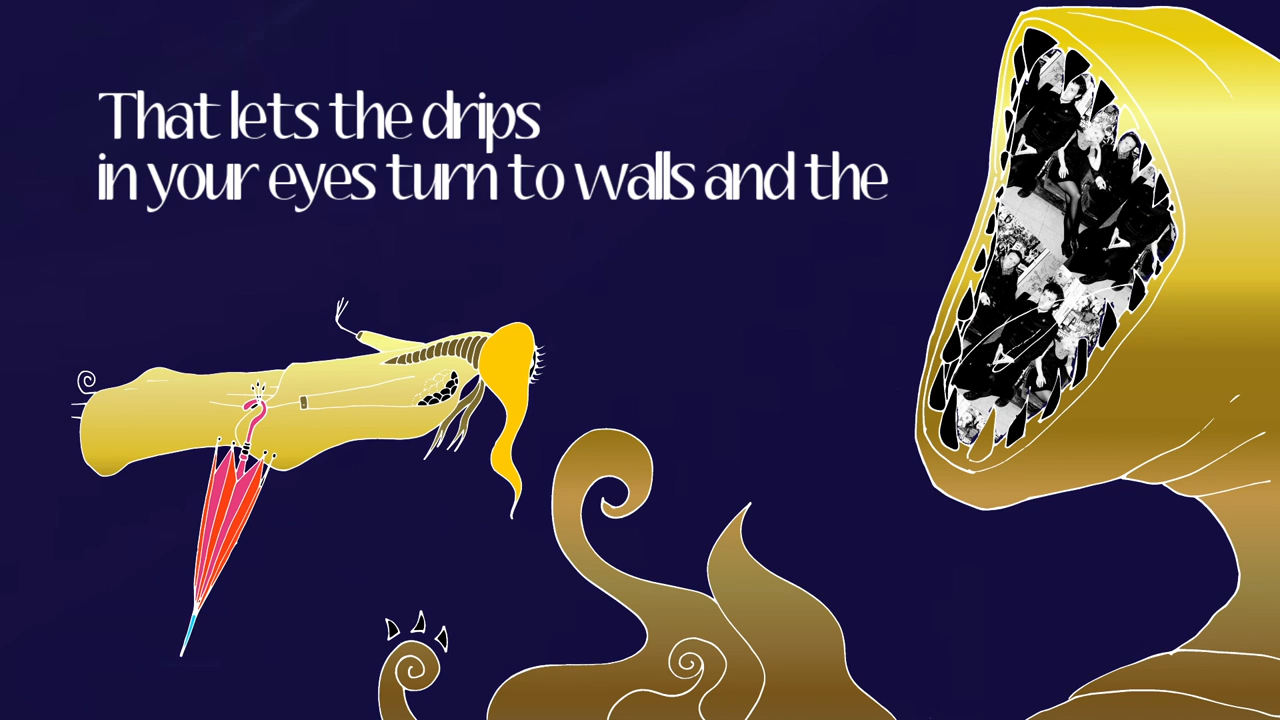 That lets the drips
in your eyes turn to walls and the